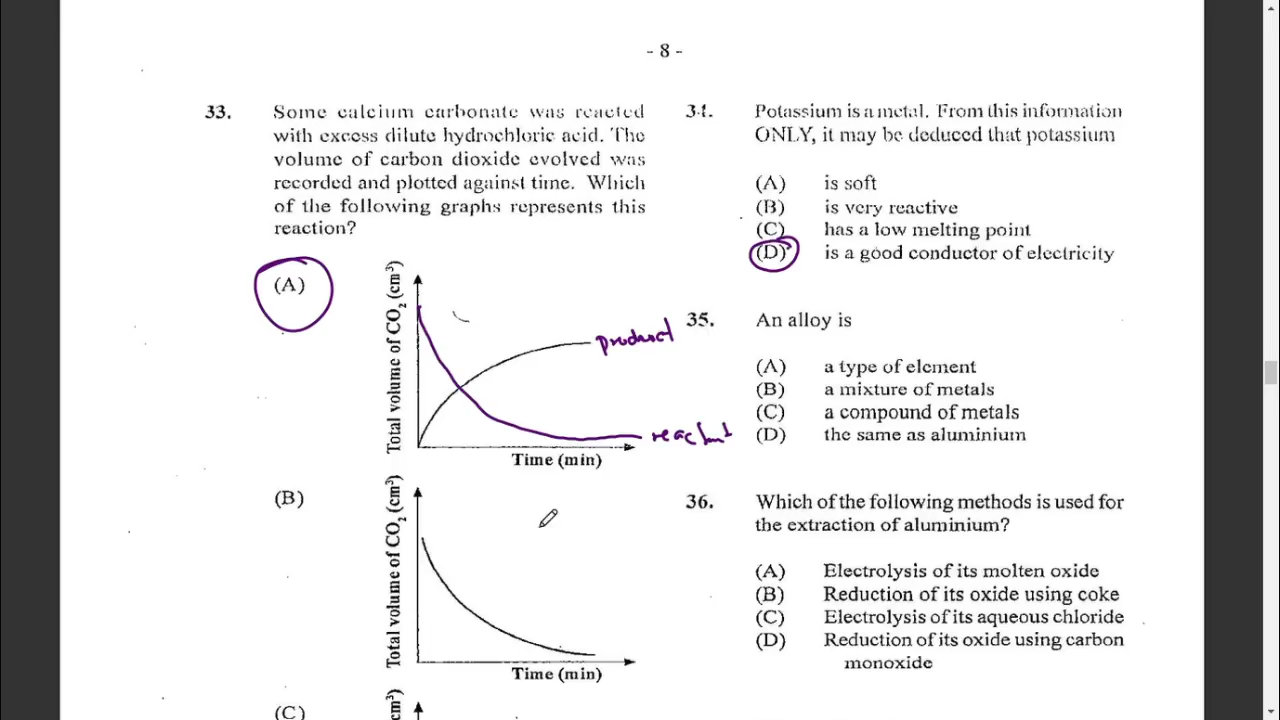 - 8 -
33. Some calcium carbonate was reacted
with excess dilute hydrochloric acid. The
volume of carbon dioxide evolved was
recorded and plotted against time. Which
of the following graphs represents this
reaction?
(A)
Total volume of CO₂ (cm³)
product
reactant
Time (min)
(B)
Total volume of CO₂ (cm³)
Time (min)
(C)
cm³)
34. Potassium is a metal. From this information
ONLY, it may be deduced that potassium
(A) is soft
(B) is very reactive
(C) has a low melting point
(D) is a good conductor of electricity
35. An alloy is
(A) a type of element
(B) a mixture of metals
(C) a compound of metals
(D) the same as aluminium
36. Which of the following methods is used for
the extraction of aluminium?
(A) Electrolysis of its molten oxide
(B) Reduction of its oxide using coke
(C) Electrolysis of its aqueous chloride
(D) Reduction of its oxide using carbon
monoxide